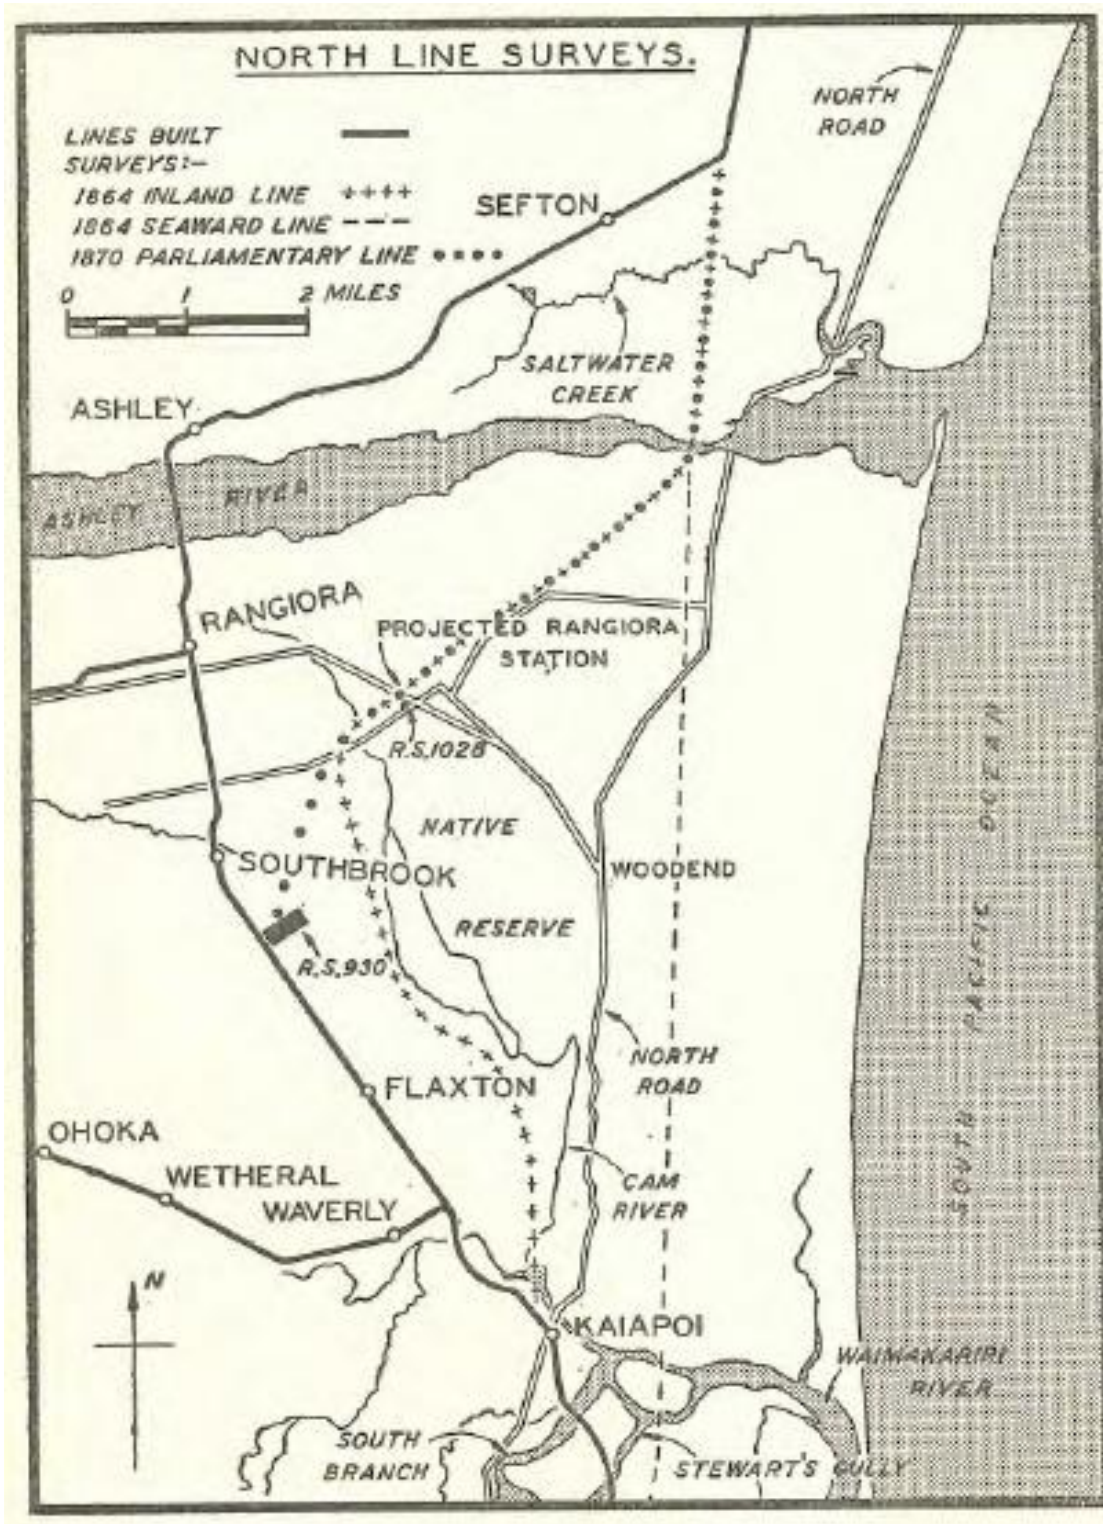 NORTH LINE SURVEYS.
LINES BUILT
SURVEYS:—
1864 INLAND LINE
1864 SEAWARD LINE
1870 PARLIAMENTARY LINE
0 1 2 MILES
NORTH
ROAD
SEFTON
SALTWATER
CREEK
ASHLEY
ASHLEY RIVER
RANGIORA
PROJECTED RANGIORA
STATION
R.S.1028
NATIVE
RESERVE
SOUTHBROOK
WOODEND
R.S.930
NORTH
ROAD
FLAXTON
OHOKA
WETHERAL
WAVERLY
CAM
RIVER
SOUTH PACIFIC OCEAN
N
KAIAPOI
WAIMAKARIRI
RIVER
SOUTH
BRANCH
STEWART'S GULLY